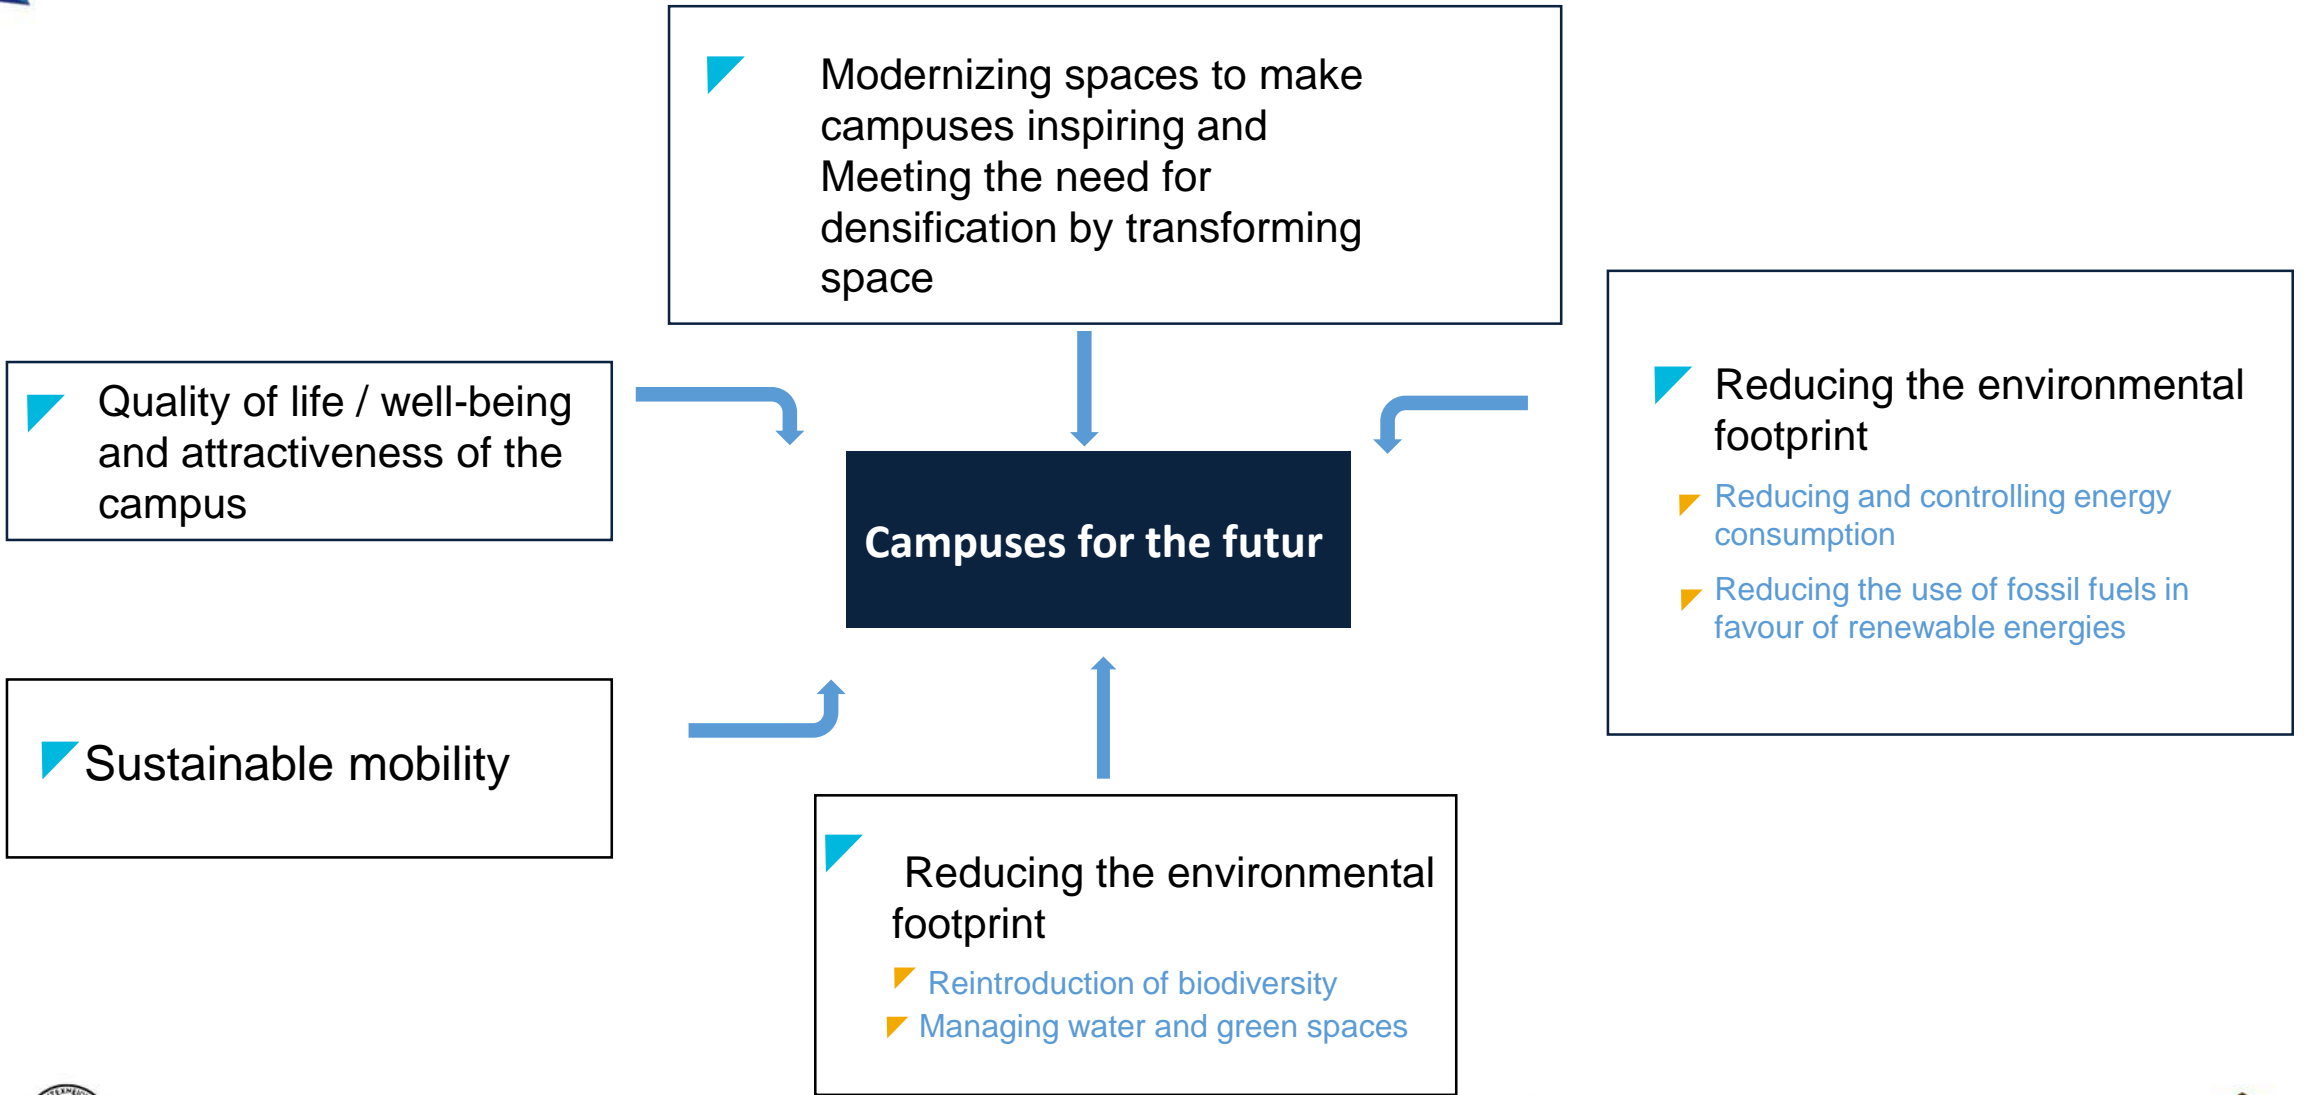 Modernizing spaces to make
campuses inspiring and
Meeting the need for
densification by transforming
space
Quality of life / well-being
and attractiveness of the
campus
Reducing the environmental
footprint
Reducing and controlling energy
consumption
Reducing the use of fossil fuels in
favour of renewable energies
Campuses for the futur
Sustainable mobility
Reducing the environmental
footprint
Reintroduction of biodiversity
Managing water and green spaces